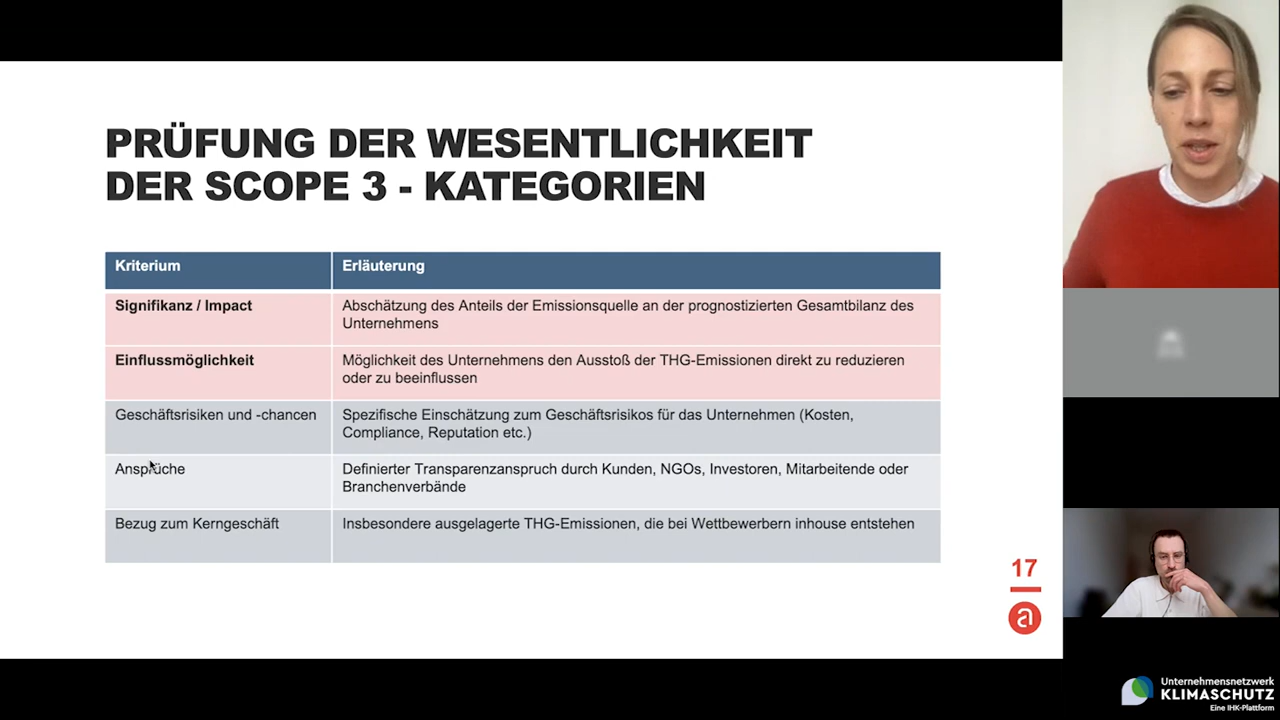 PRÜFUNG DER WESENTLICHKEIT
DER SCOPE 3 - KATEGORIEN
Kriterium
Erläuterung
Signifikanz / Impact
Abschätzung des Anteils der Emissionsquelle an der prognostizierten Gesamtbilanz des
Unternehmens
Einflussmöglichkeit
Möglichkeit des Unternehmens den Ausstoß der THG-Emissionen direkt zu reduzieren
oder zu beeinflussen
Geschäftsrisiken und -chancen
Spezifische Einschätzung zum Geschäftsrisikos für das Unternehmen (Kosten,
Compliance, Reputation etc.)
Ansprüche
Definierter Transparenzanspruch durch Kunden, NGOs, Investoren, Mitarbeitende oder
Branchenverbände
Bezug zum Kerngeschäft
Insbesondere ausgelagerte THG-Emissionen, die bei Wettbewerbern inhouse entstehen
17
a
Unternehmensnetzwerk
KLIMASCHUTZ
Eine IHK-Plattform